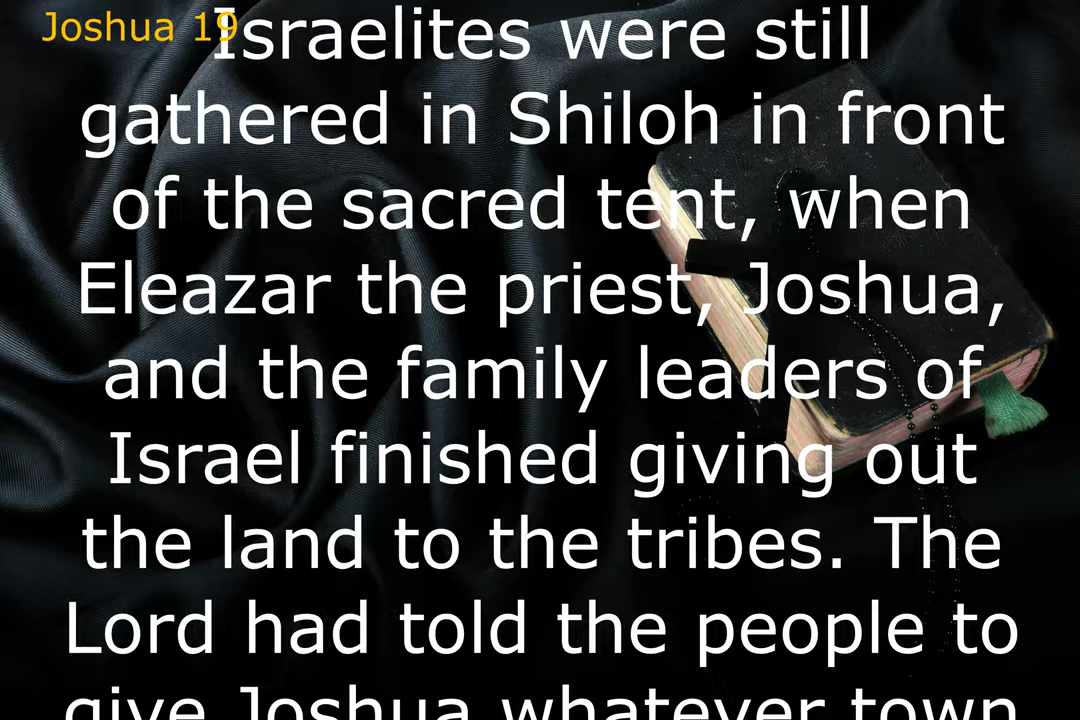 Joshua 19
Israelites were still
gathered in Shiloh in front
of the sacred tent, when
Eleazar the priest, Joshua,
and the family leaders of
Israel finished giving out
the land to the tribes. The
Lord had told the people to
give Joshua whatever town